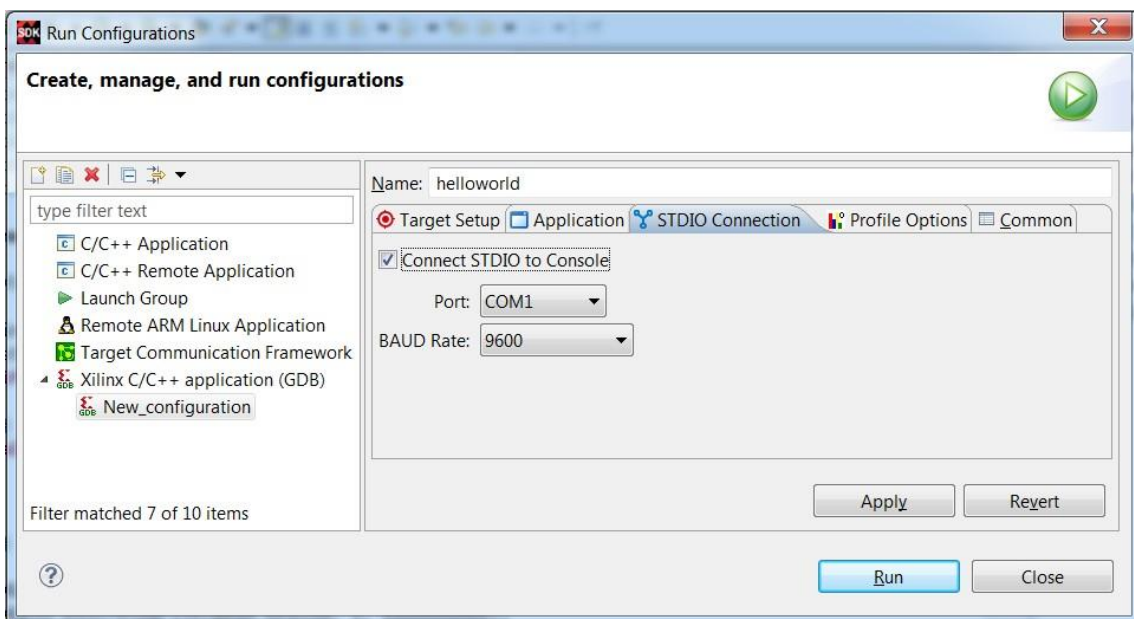 SDK Run Configurations X
Create, manage, and run configurations
type filter text
C/C++ Application
C/C++ Remote Application
Launch Group
Remote ARM Linux Application
Target Communication Framework
GDB Xilinx C/C++ application (GDB)
GDB New_configuration
Filter matched 7 of 10 items
Name: helloworld
Target Setup Application STDIO Connection Profile Options Common
Connect STDIO to Console
Port: COM1
BAUD Rate: 9600
Apply Revert
? Run Close